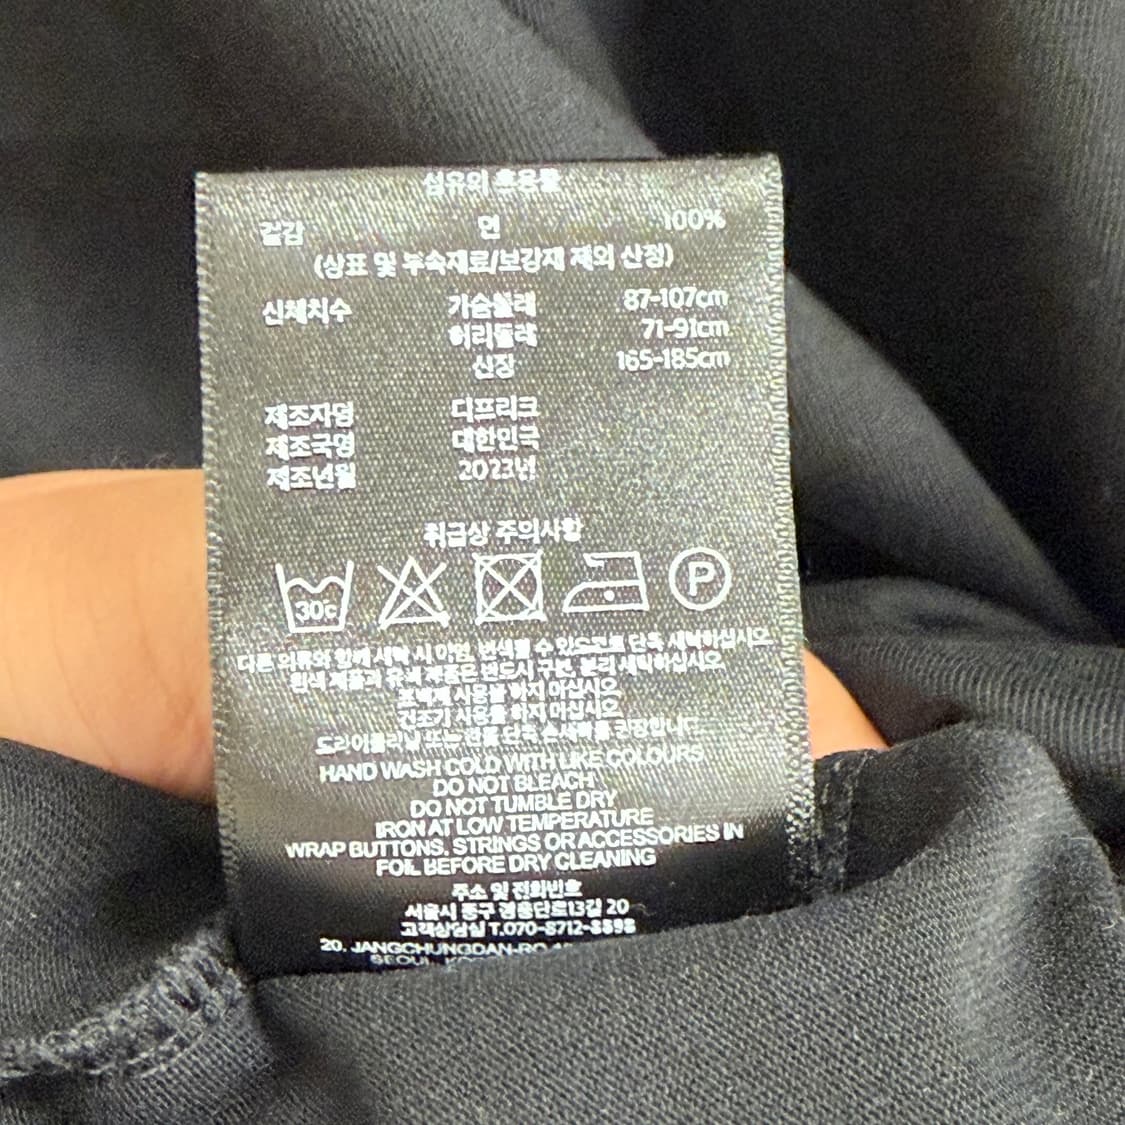 섬유의 혼용률
겉감 면 100%
(상표 및 부속재료/보강재 제외 산정)
신체치수 가슴둘레 87-107cm
허리둘레 71-91cm
신장 165-185cm
제조자명 디프리크
제조국명 대한민국
제조년월 2023년
취급상 주의사항
30℃
P
다른 의류와 함께 세탁 시 이염, 변색될 수 있으므로 단독 세탁하십시오.
흰색 제품과 유색 제품은 반드시 구변, 분리 세탁하십시오.
표백제 사용을 하지 마십시오.
건조기 사용을 하지 마십시오.
드라이클리닝 또는 찬물 단독 손세탁을 권장합니다.
HAND WASH COLD WITH LIKE COLOURS
DO NOT BLEACH
DO NOT TUMBLE DRY
IRON AT LOW TEMPERATURE
WRAP BUTTONS, STRINGS OR ACCESSORIES IN
FOIL BEFORE DRY CLEANING
주소 및 전화번호
서울시 중구 장충단로13길 20
고객상담실 T.070-8712-8898
20, JANGCHUNGDAN-RO
SEOUL,